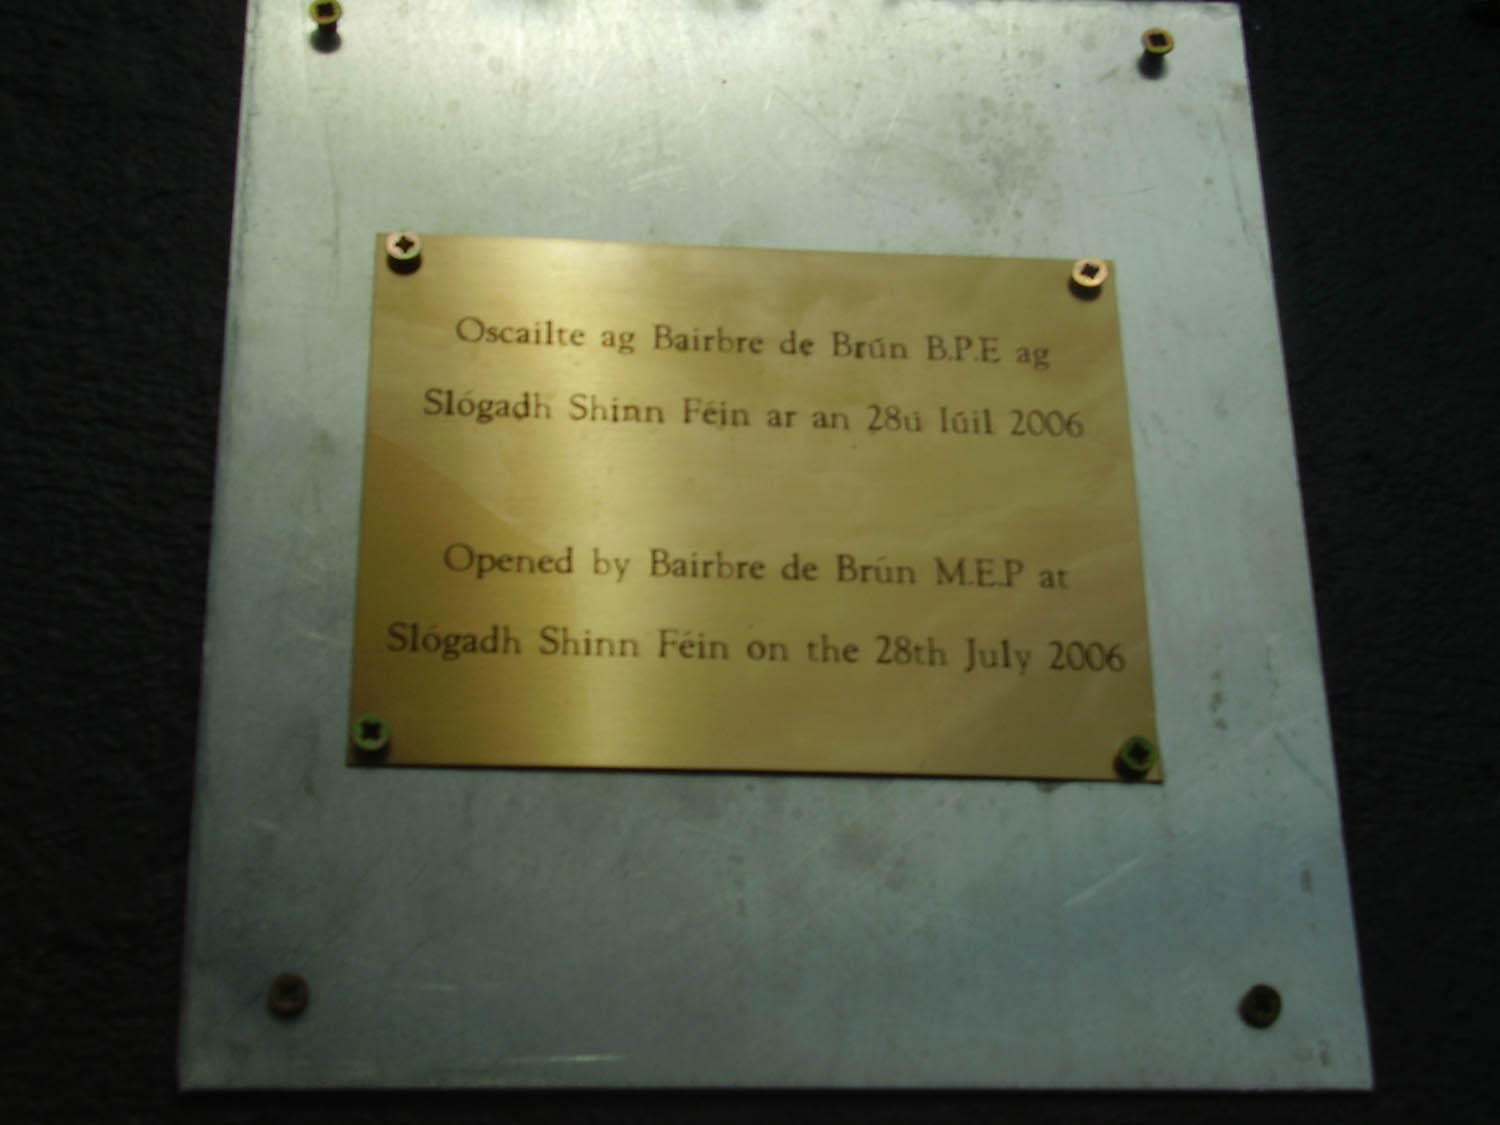 Oscailte ag Bairbre de Brún B.P.E ag
Slógadh Shinn Féin ar an 28ú Iúil 2006
Opened by Bairbre de Brún M.E.P at
Slógadh Shinn Féin on the 28th July 2006